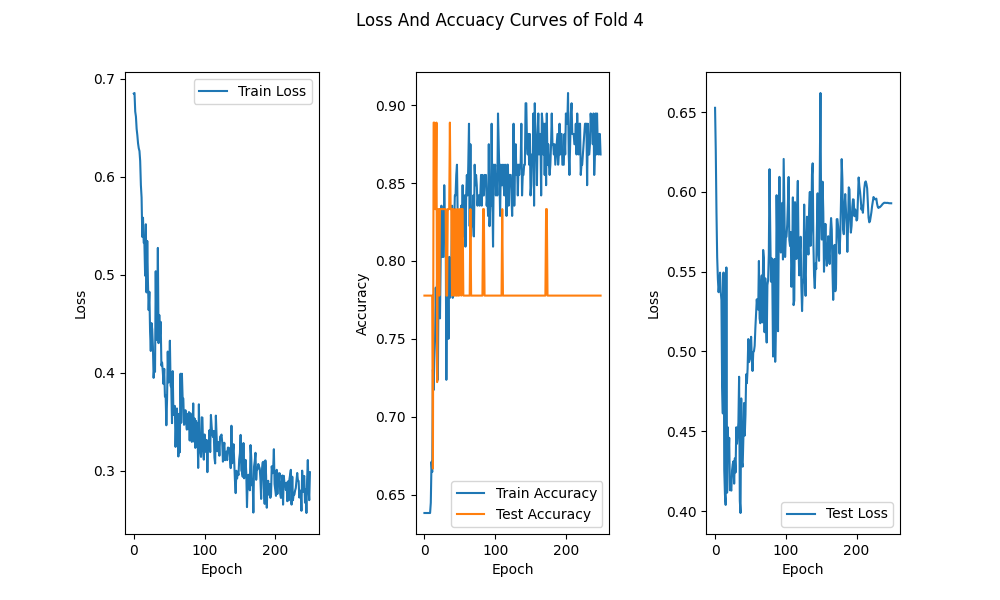 Loss And Accuacy Curves of Fold 4
0.7
0.6
0.5
0.4
0.3
Loss
0
100
200
Epoch
Train Loss
0.90
0.85
0.80
0.75
0.70
0.65
Accuracy
0
100
200
Epoch
Train Accuracy
Test Accuracy
0.65
0.60
0.55
0.50
0.45
0.40
Loss
0
100
200
Epoch
Test Loss